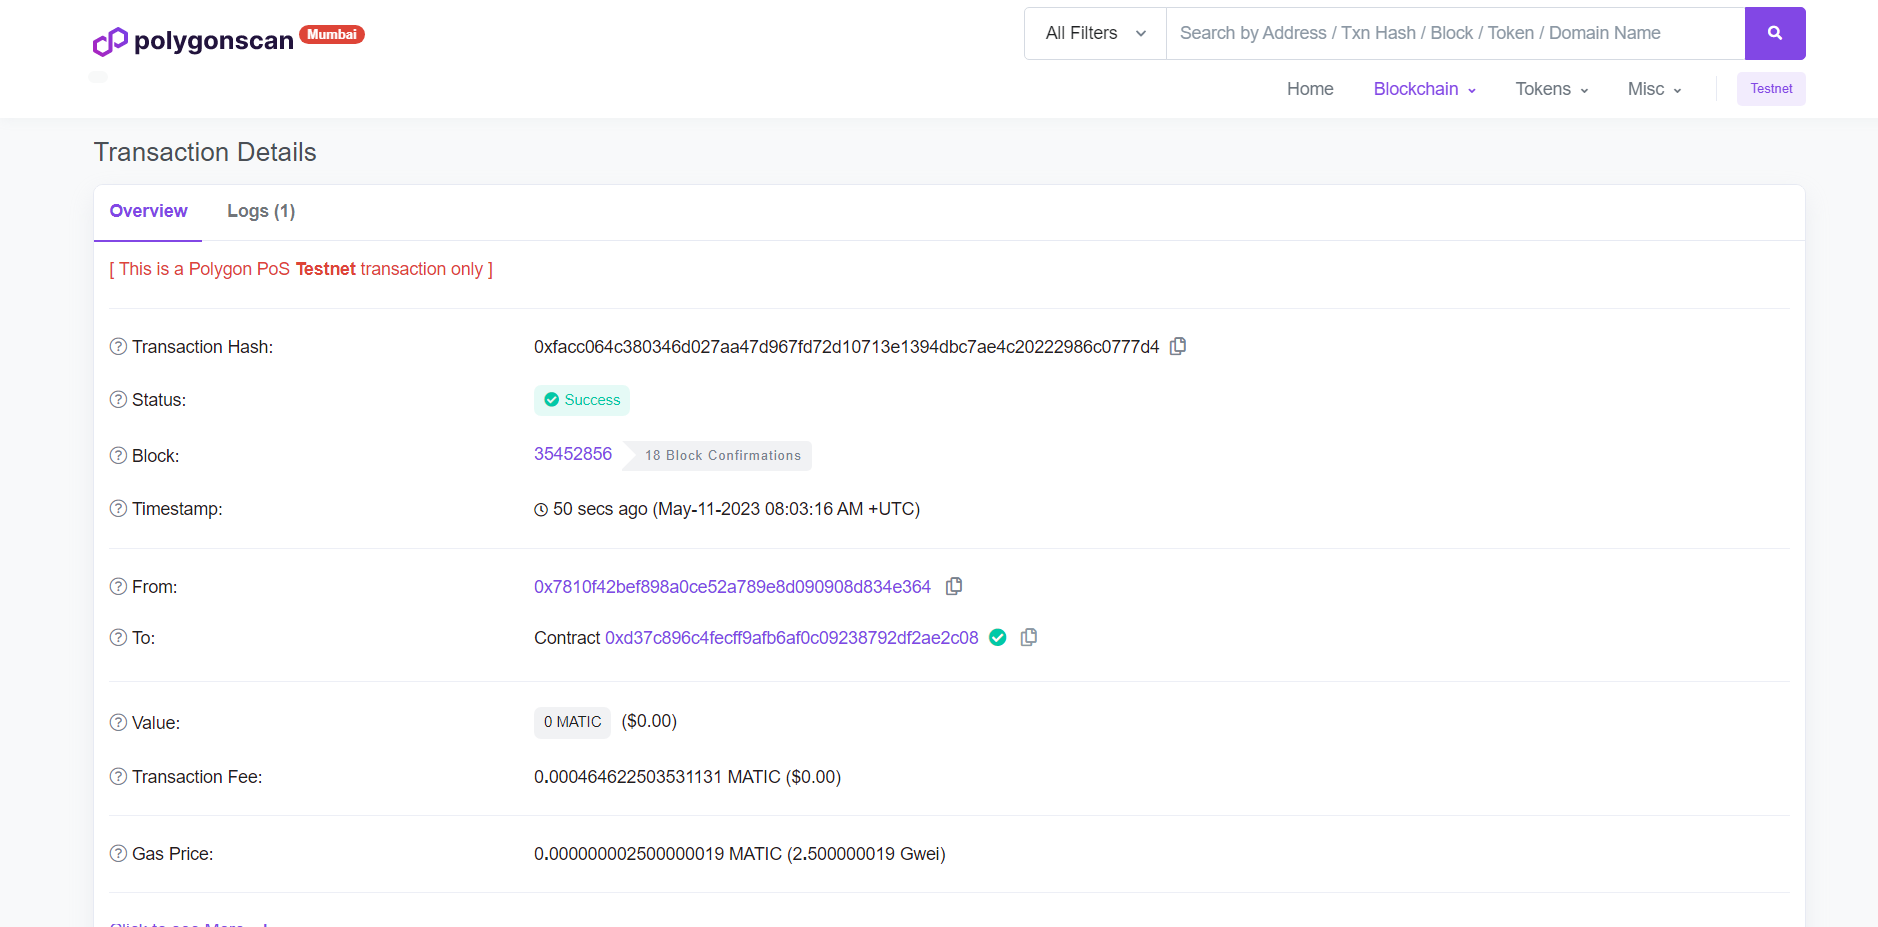 polygonscan Mumbai
All Filters Search by Address / Txn Hash / Block / Token / Domain Name
Home Blockchain Tokens Misc Testnet
Transaction Details
Overview Logs (1)
[ This is a Polygon PoS Testnet transaction only ]
Transaction Hash: 0xfacc064c380346d027aa47d967fd72d10713e1394dbc7ae4c20222986c0777d4
Status: Success
Block: 35452856 18 Block Confirmations
Timestamp: 50 secs ago (May-11-2023 08:03:16 AM +UTC)
From: 0x7810f42bef898a0ce52a789e8d090908d834e364
To: Contract 0xd37c896c4fecff9afb6af0c09238792df2ae2c08
Value: 0 MATIC ($0.00)
Transaction Fee: 0.000464622503531131 MATIC ($0.00)
Gas Price: 0.000000002500000019 MATIC (2.500000019 Gwei)
Click to see More